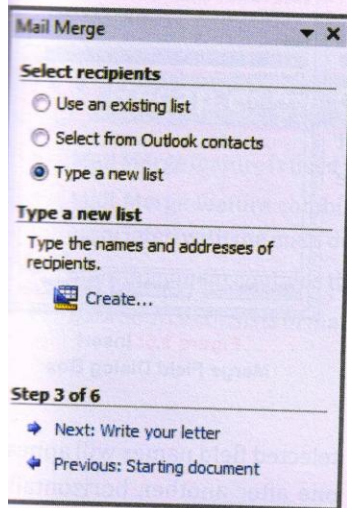 Mail Merge
Select recipients
Use an existing list
Select from Outlook contacts
Type a new list
Type a new list
Type the names and addresses of
recipients.
Create...
Step 3 of 6
Next: Write your letter
Previous: Starting document